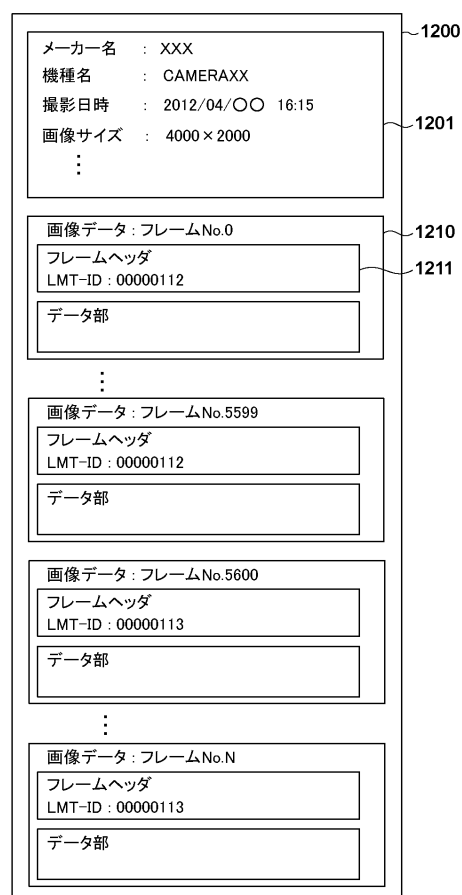 1200
メーカー名 : XXX
機種名 : CAMERAXX
撮影日時 : 2012/04/〇〇 16:15
画像サイズ : 4000×2000
⋮
1201
画像データ:フレームNo.0
1210
フレームヘッダ
LMT-ID:00000112
1211
データ部
⋮
画像データ:フレームNo.5599
フレームヘッダ
LMT-ID:00000112
データ部
画像データ:フレームNo.5600
フレームヘッダ
LMT-ID:00000113
データ部
⋮
画像データ:フレームNo.N
フレームヘッダ
LMT-ID:00000113
データ部